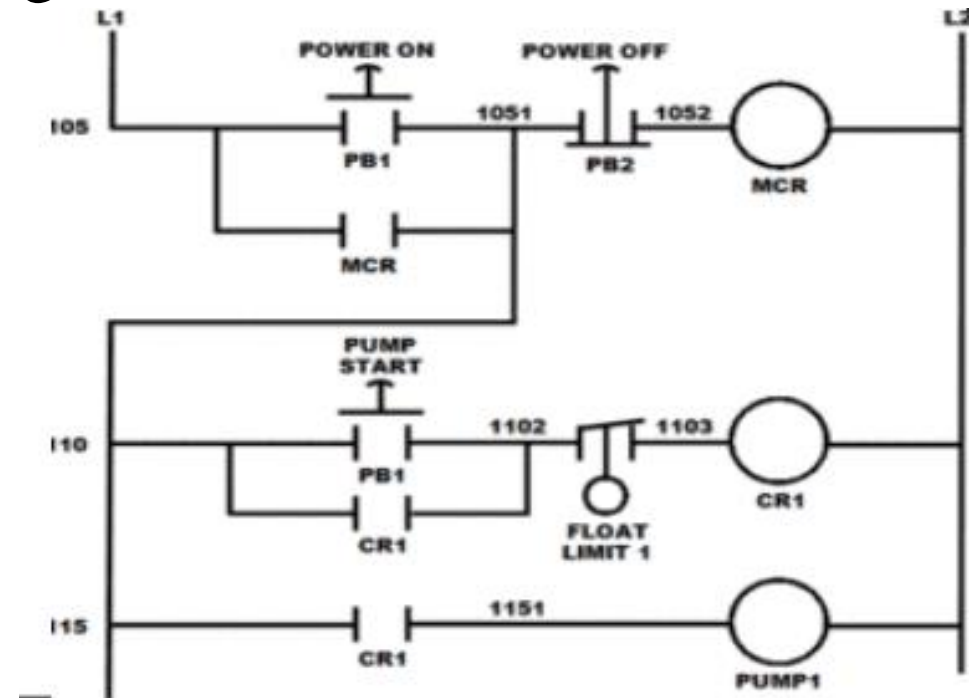 L1
L2
POWER ON
POWER OFF
105
1051
1052
PB1
PB2
MCR
MCR
PUMP
START
110
1102
1103
PB1
CR1
CR1
FLOAT
LIMIT 1
115
1151
CR1
PUMP1